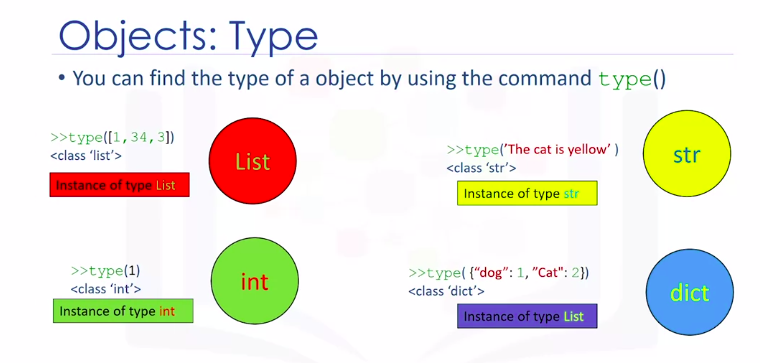 Objects: Type
• You can find the type of a object by using the command type()
>>type([1,34,3])
<class ‘list’>
Instance of type List
List
>>type(’The cat is yellow’ )
<class ‘str’>
Instance of type str
str
>>type(1)
<class ‘int’>
Instance of type int
int
>>type( {“dog”: 1, ”Cat”: 2})
<class ‘dict’>
Instance of type List
dict